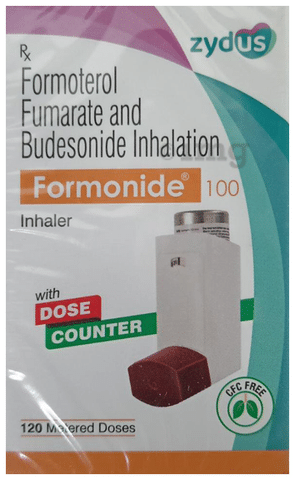 zydus
Rx
Formoterol
Fumarate and
Budesonide Inhalation
Formonide® 100
Inhaler
with
DOSE
COUNTER
CFC FREE
120 Metered Doses